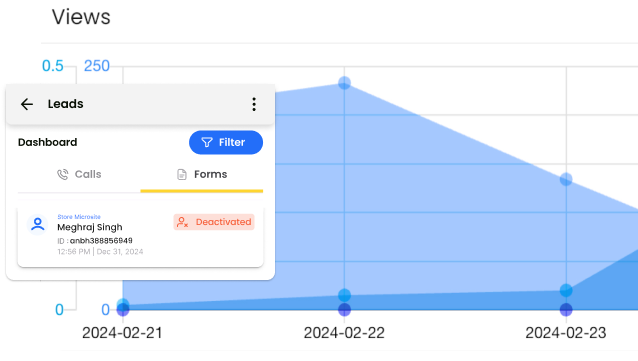 Views
0.5 250
Leads
Dashboard
Filter
Calls
Forms
Store Microsite
Meghraj Singh
Deactivated
ID : anbh388856949
12:56 PM | Dec 31, 2024
0 0
2024-02-21 2024-02-22 2024-02-23